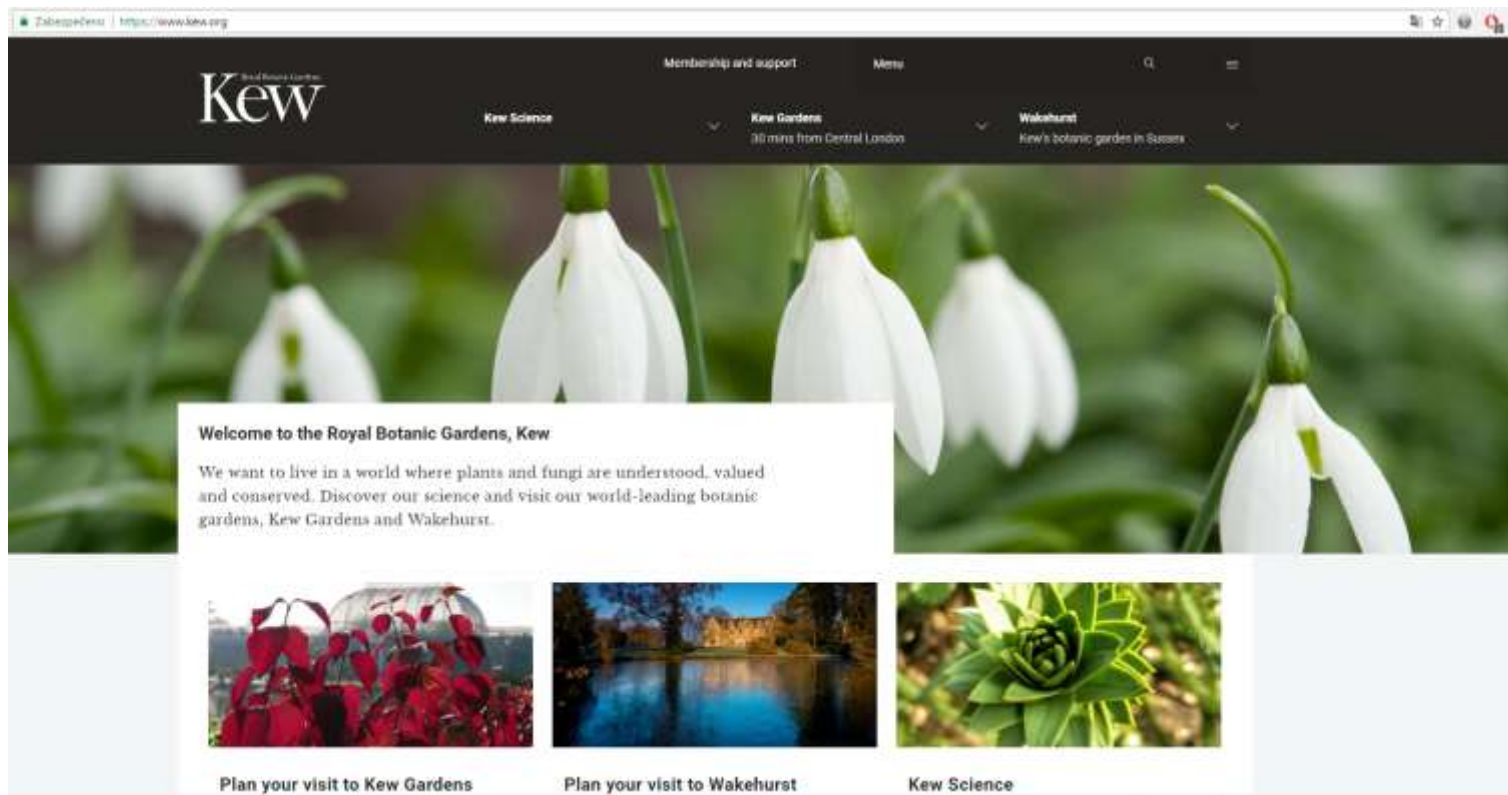 Zabezpečeno | https://www.kew.org
Membership and support
Menu
Royal Botanic Gardens
Kew
Kew Science
Kew Gardens
30 mins from Central London
Wakehurst
Kew's botanic garden in Sussex
Welcome to the Royal Botanic Gardens, Kew
We want to live in a world where plants and fungi are understood, valued
and conserved. Discover our science and visit our world-leading botanic
gardens, Kew Gardens and Wakehurst.
Plan your visit to Kew Gardens
Plan your visit to Wakehurst
Kew Science